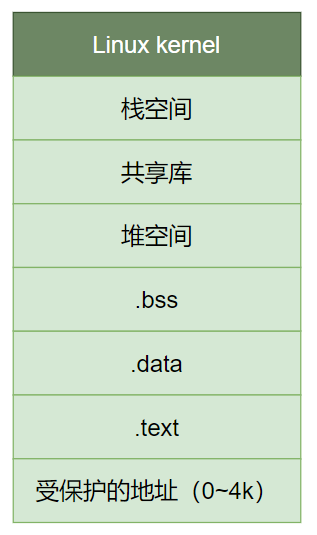 Linux kernel
栈空间
共享库
堆空间
.bss
.data
.text
受保护的地址（0~4k）